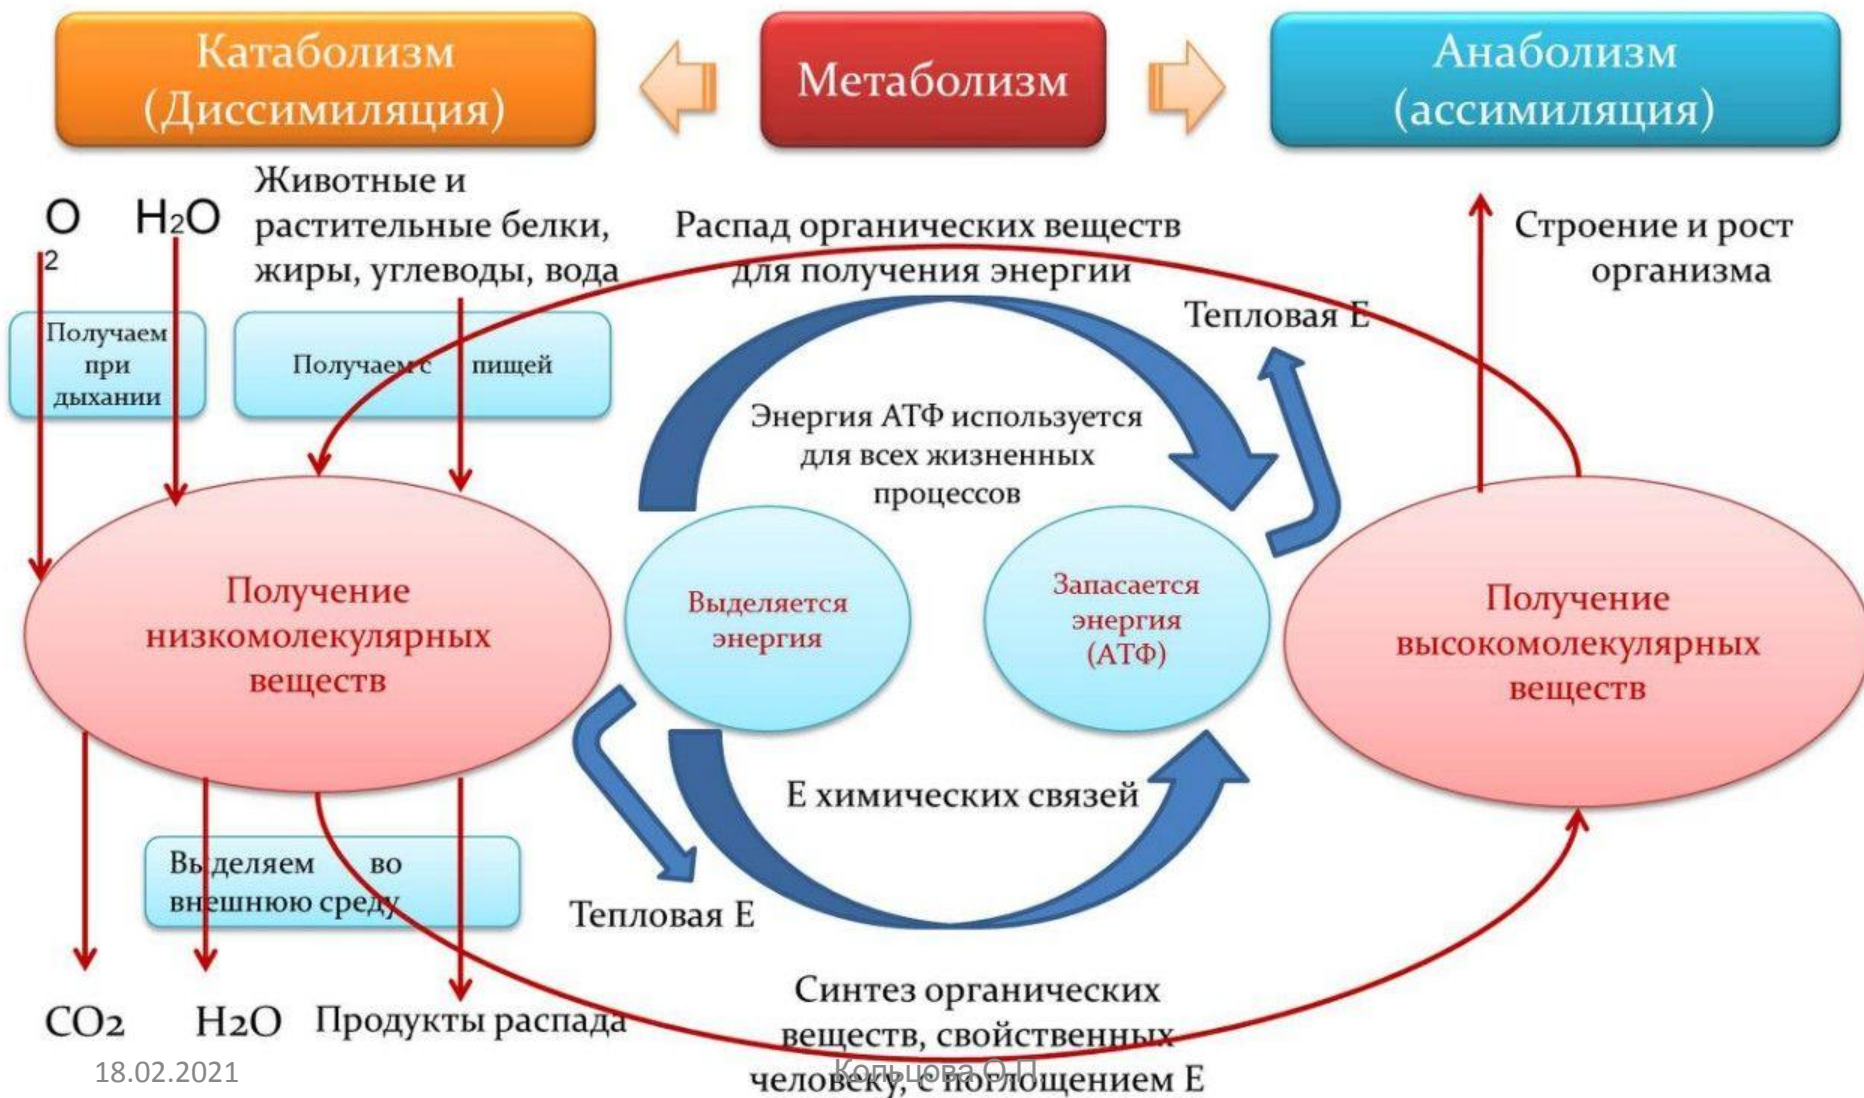 Катаболизм
(Диссимиляция)
Метаболизм
Анаболизм
(ассимиляция)
O
2
H2O
Животные и
растительные белки,
жиры, углеводы, вода
Распад органических веществ
для получения энергии
Строение и рост
организма
Получаем
при
дыхании
Получаем с пищей
Тепловая Е
Энергия АТФ используется
для всех жизненных
процессов
Получение
низкомолекулярных
веществ
Выделяется
энергия
Запасается
энергия
(АТФ)
Получение
высокомолекулярных
веществ
Е химических связей
Выделяем во
внешнюю среду
Тепловая Е
CO2
H2O
Продукты распада
Синтез органических
веществ, свойственных
человеку, с поглощением Е
18.02.2021
Кольцова О.П.